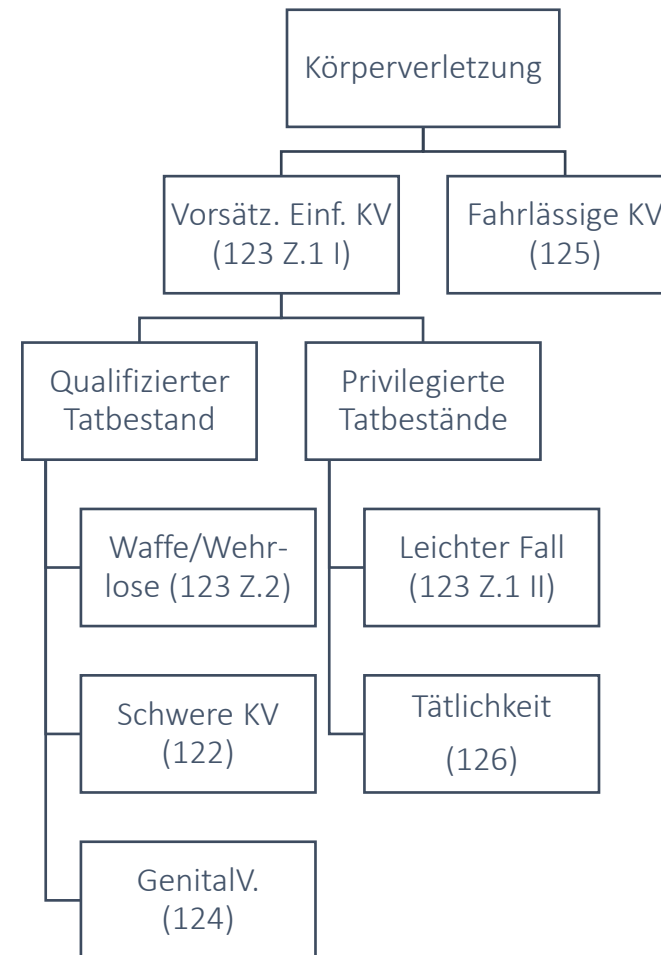 Körperverletzung
Vorsätz. Einf. KV
(123 Z.1 I)
Fahrlässige KV
(125)
Qualifizierter
Tatbestand
Privilegierte
Tatbestände
Waffe/Wehr-
lose (123 Z.2)
Leichter Fall
(123 Z.1 II)
Schwere KV
(122)
Tätlichkeit
(126)
GenitalV.
(124)